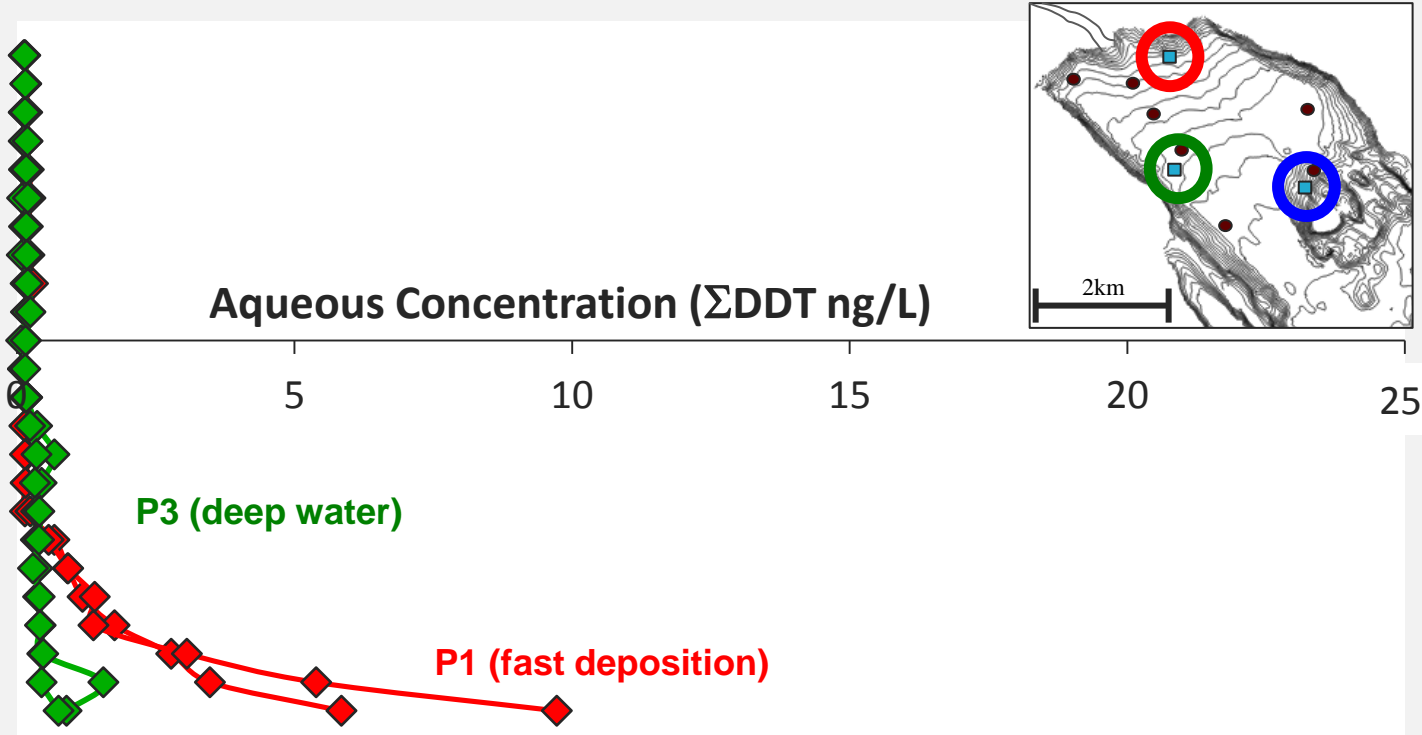 2km
Aqueous Concentration (ΣDDT ng/L)
0 5 10 15 20 25
P3 (deep water)
P1 (fast deposition)